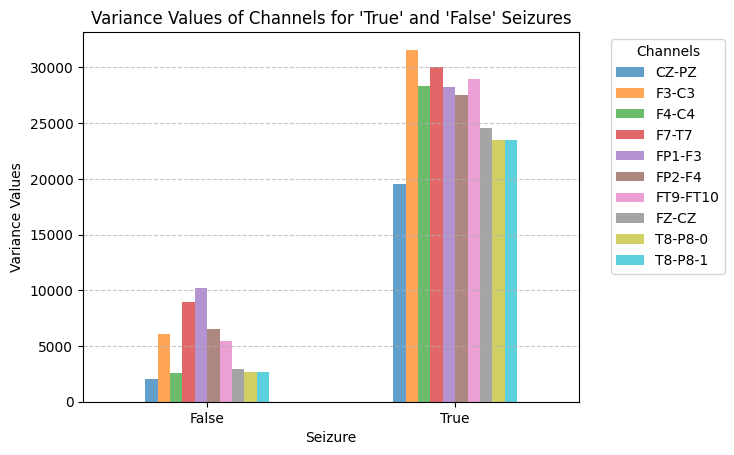 Variance Values of Channels for 'True' and 'False' Seizures
Variance Values
30000
25000
20000
15000
10000
5000
0
False
True
Seizure
Channels
CZ-PZ
F3-C3
F4-C4
F7-T7
FP1-F3
FP2-F4
FT9-FT10
FZ-CZ
T8-P8-0
T8-P8-1